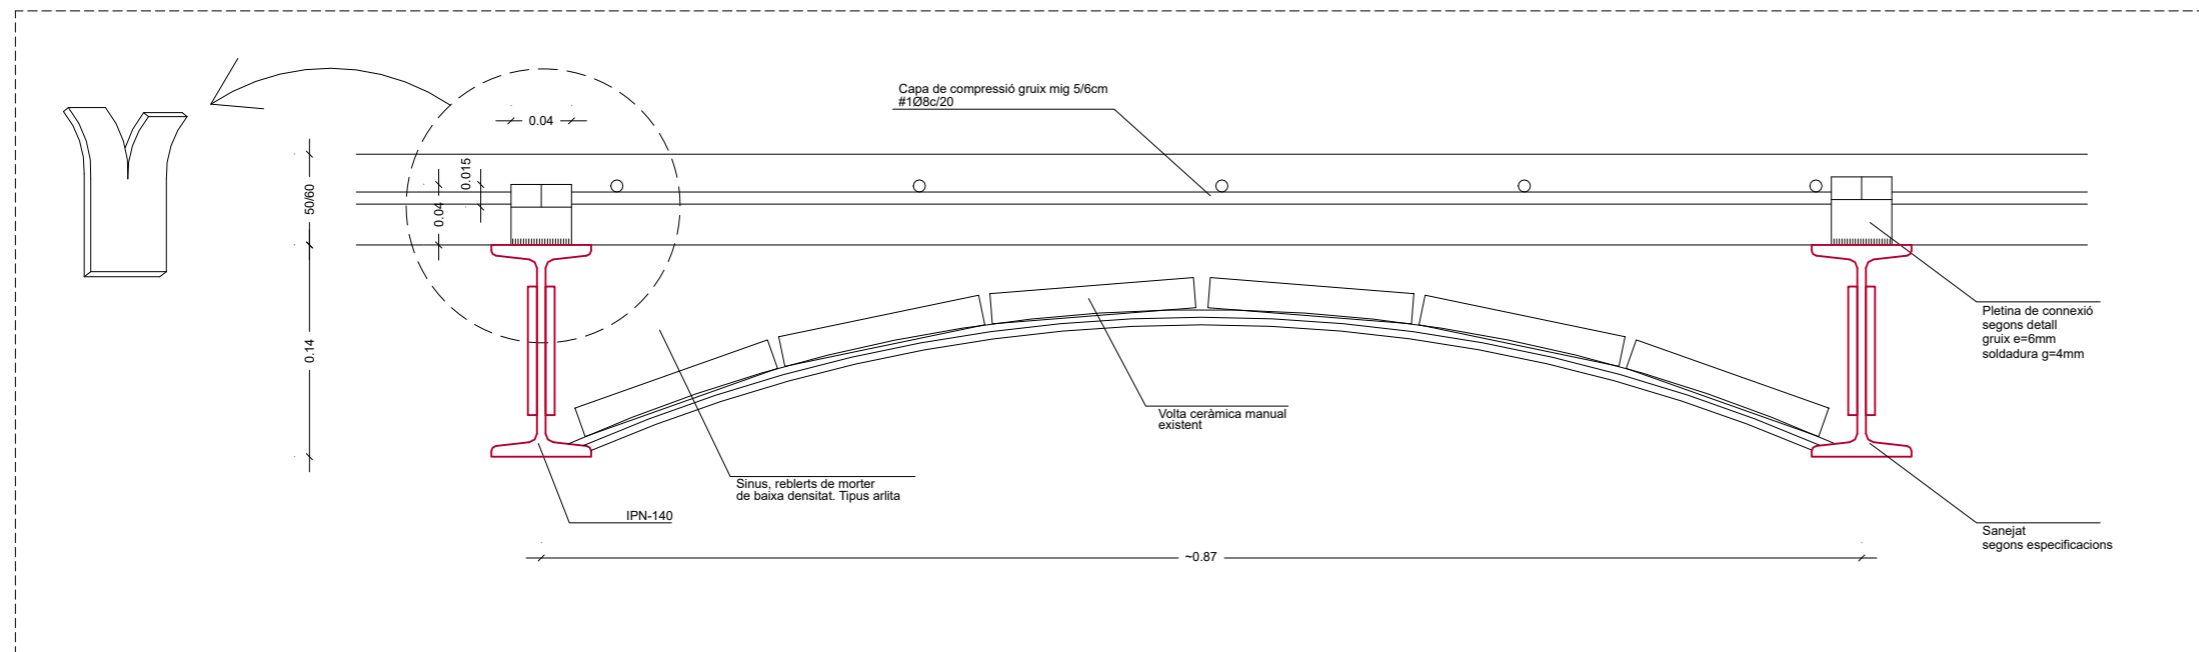 Capa de compressió gruix mig 5/6cm
#1Ø8c/20
0.04
0.015
0.04
50/60
0.14
Pletina de connexió
segons detall
gruix e=6mm
soldadura g=4mm
Volta ceràmica manual
existent
Sinus, reblerts de morter
de baixa densitat. Tipus arlita
IPN-140
Sanejat
segons especificacions
~0.87